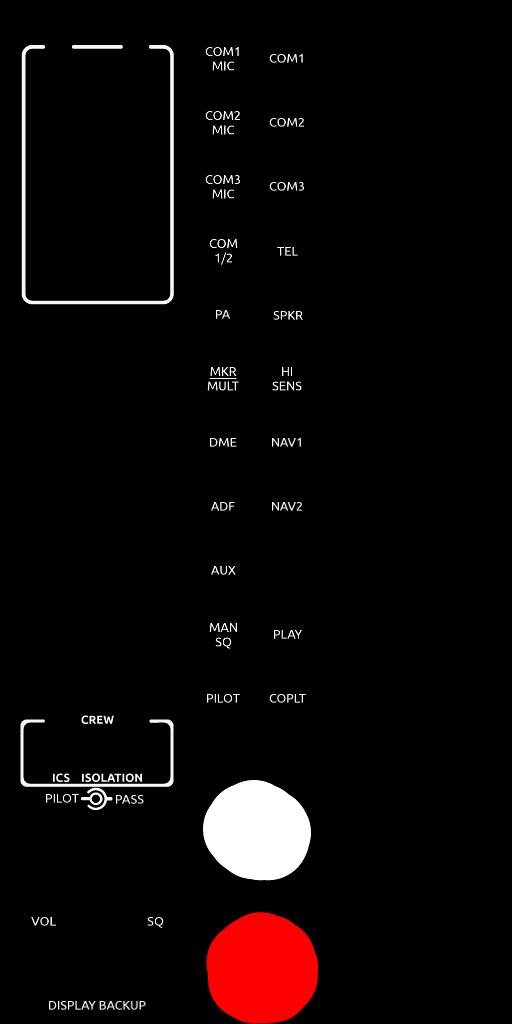 COM1
MIC
COM1
COM2
MIC
COM2
COM3
MIC
COM3
COM
1/2
TEL
PA
SPKR
MKR
MULT
HI
SENS
DME
NAV1
ADF
NAV2
AUX
MAN
SQ
PLAY
PILOT
COPLT
CREW
ICS ISOLATION
PILOT PASS
VOL
SQ
DISPLAY BACKUP